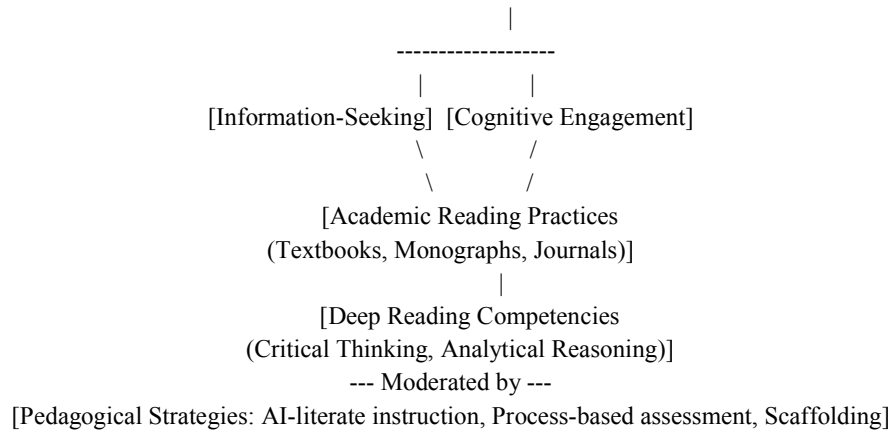 |
-------------------
| |
[Information-Seeking] [Cognitive Engagement]
\ /
\ /
[Academic Reading Practices
(Textbooks, Monographs, Journals)]
|
[Deep Reading Competencies
(Critical Thinking, Analytical Reasoning)]
--- Moderated by ---
[Pedagogical Strategies: AI-literate instruction, Process-based assessment, Scaffolding]